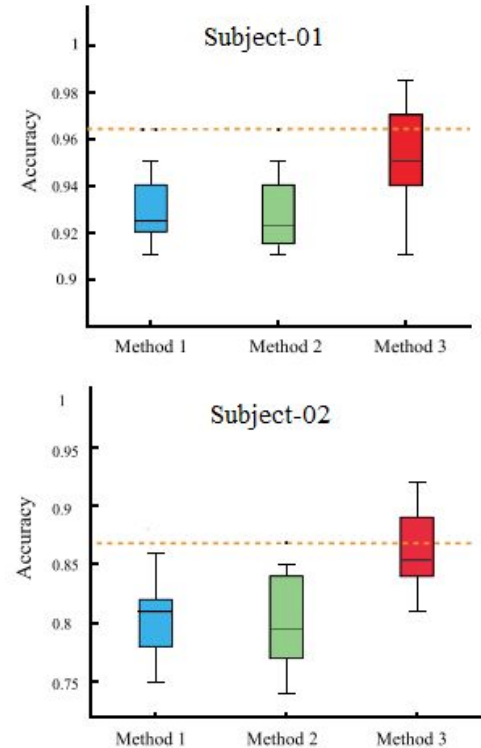 Subject-01
1
0.98
0.96
0.94
0.92
0.9
Accuracy
Method 1 Method 2 Method 3
Subject-02
1
0.95
0.9
0.85
0.8
0.75
Accuracy
Method 1 Method 2 Method 3